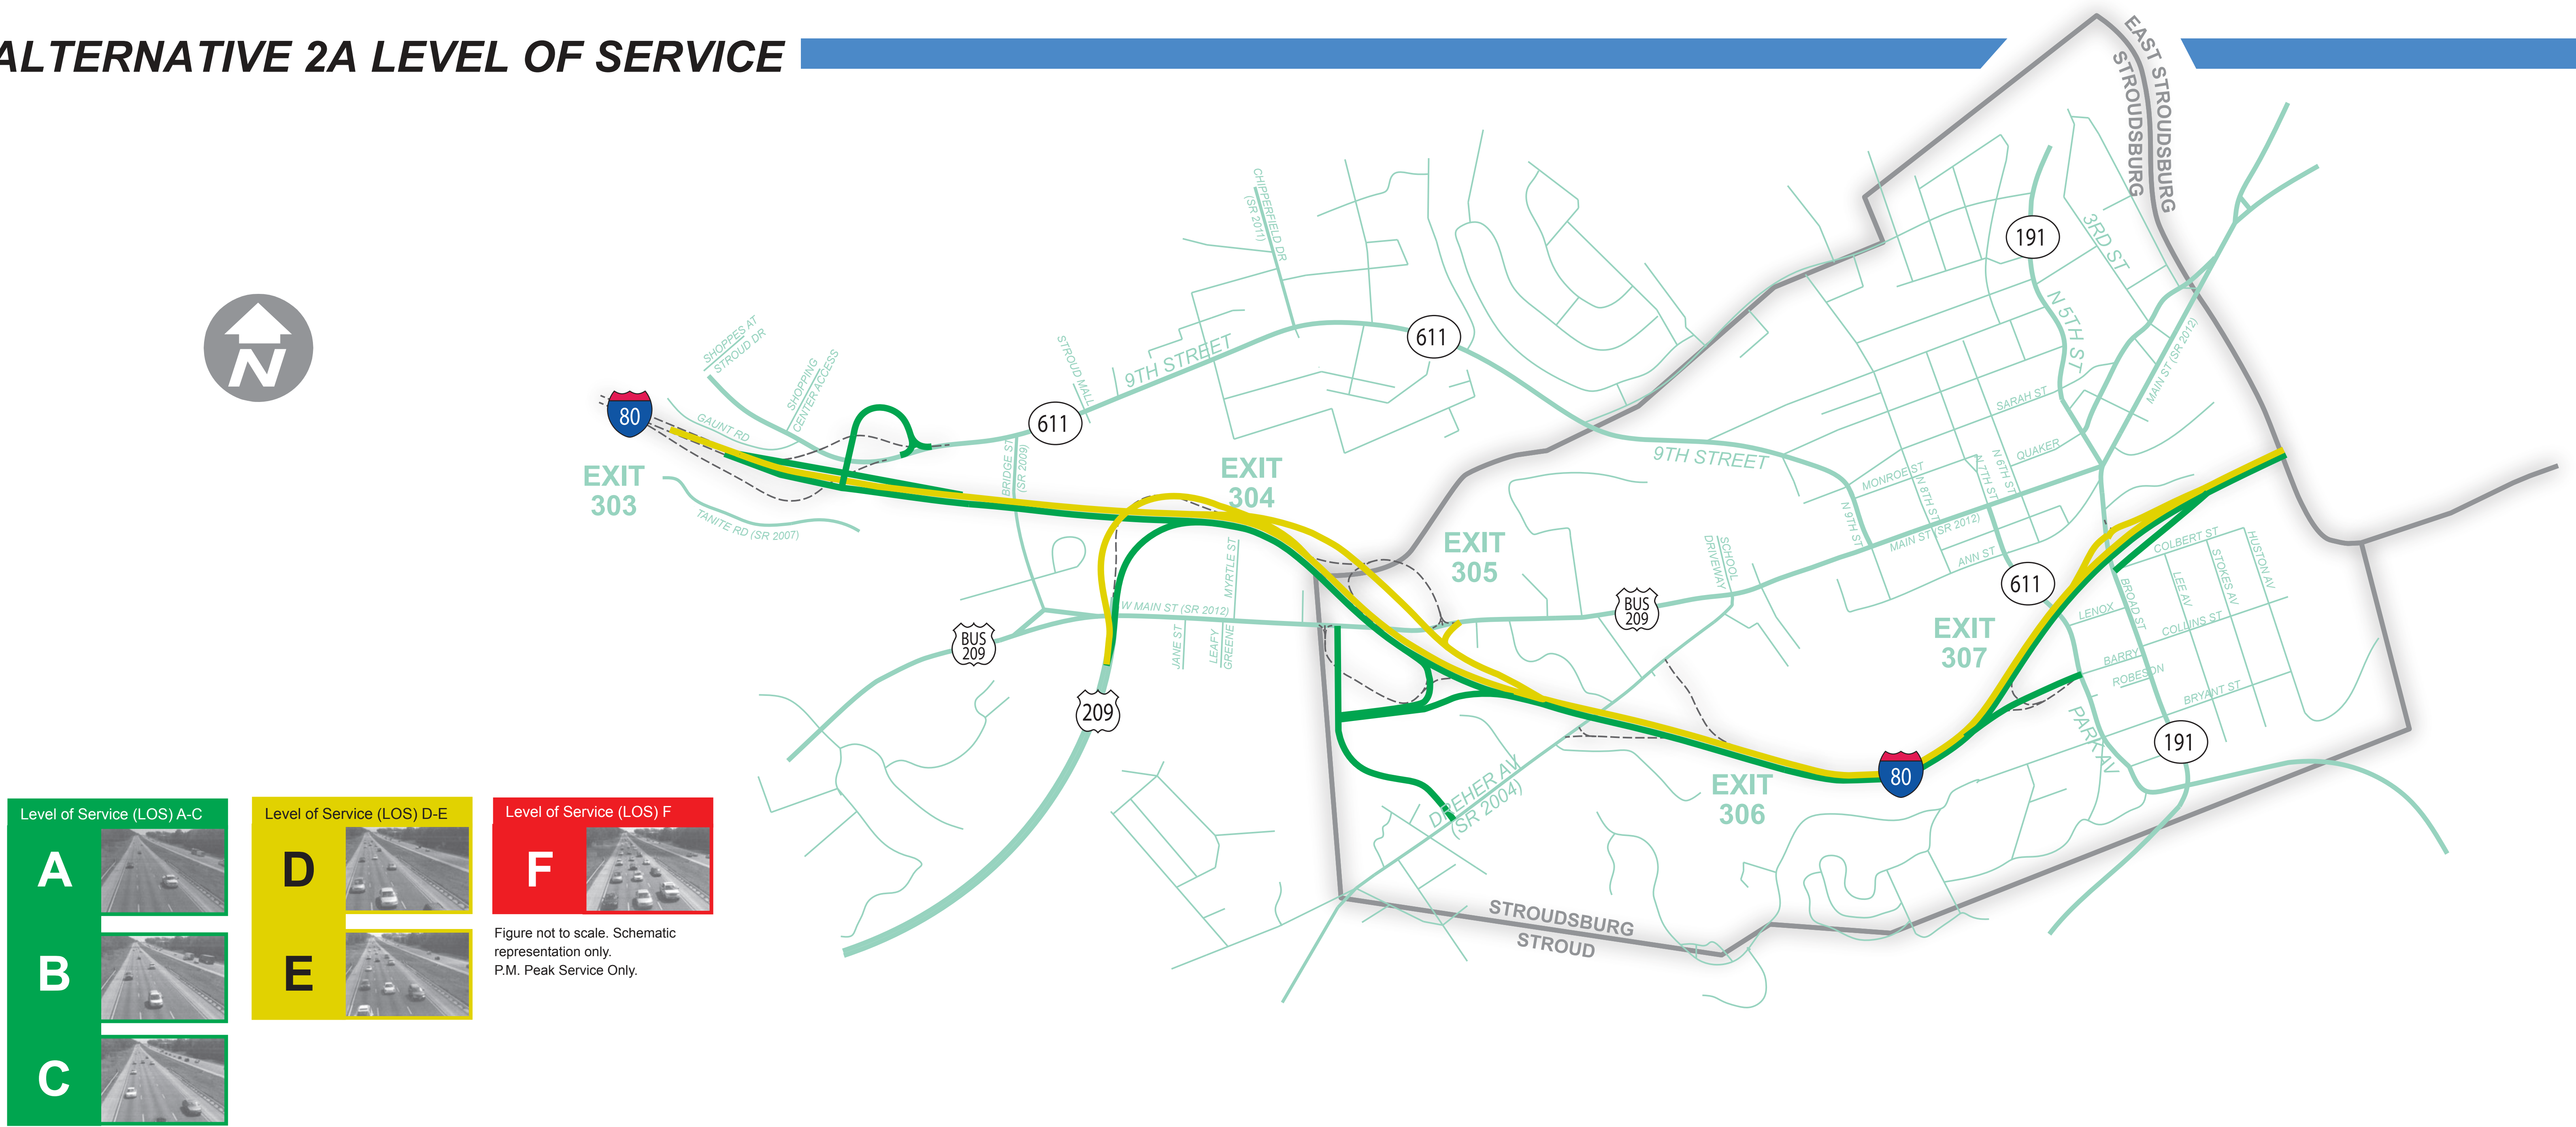 ALTERNATIVE 2A LEVEL OF SERVICE
EAST STROUDSBURG
STROUDSBURG
CHIPPERFIELD DR
(SR 2011)
191
3RD ST
N 5TH ST
MAIN ST (SR 2012)
SHOPPES AT
STROUD DR
SHOPPING
CENTER ACCESS
STROUD MALL
9TH STREET
611
80
GAUNT RD
611
BRIDGE ST
(SR 2009)
EXIT
303
TANITE RD (SR 2007)
EXIT
304
9TH STREET
SARAH ST
QUAKER
MONROE ST
N 9TH ST
N 8TH ST
N 7TH ST
N 6TH ST
MAIN ST (SR 2012)
ANN ST
EXIT
305
SCHOOL
DRIVEWAY
MYRTLE ST
W MAIN ST (SR 2012)
BUS
209
BUS
209
JANE ST
LEAFY
GREENE
209
611
EXIT
307
COLBERT ST
HUSTON AV
STOKES AV
LEE AV
BROAD ST
LENOX
COLLINS ST
BARRY
ROBESON
BRYANT ST
PARK AV
191
80
EXIT
306
DREHER AV
(SR 2004)
STROUDSBURG
STROUD
Level of Service (LOS) A-C
A
B
C
Level of Service (LOS) D-E
D
E
Level of Service (LOS) F
F
Figure not to scale. Schematic
representation only.
P.M. Peak Service Only.
N